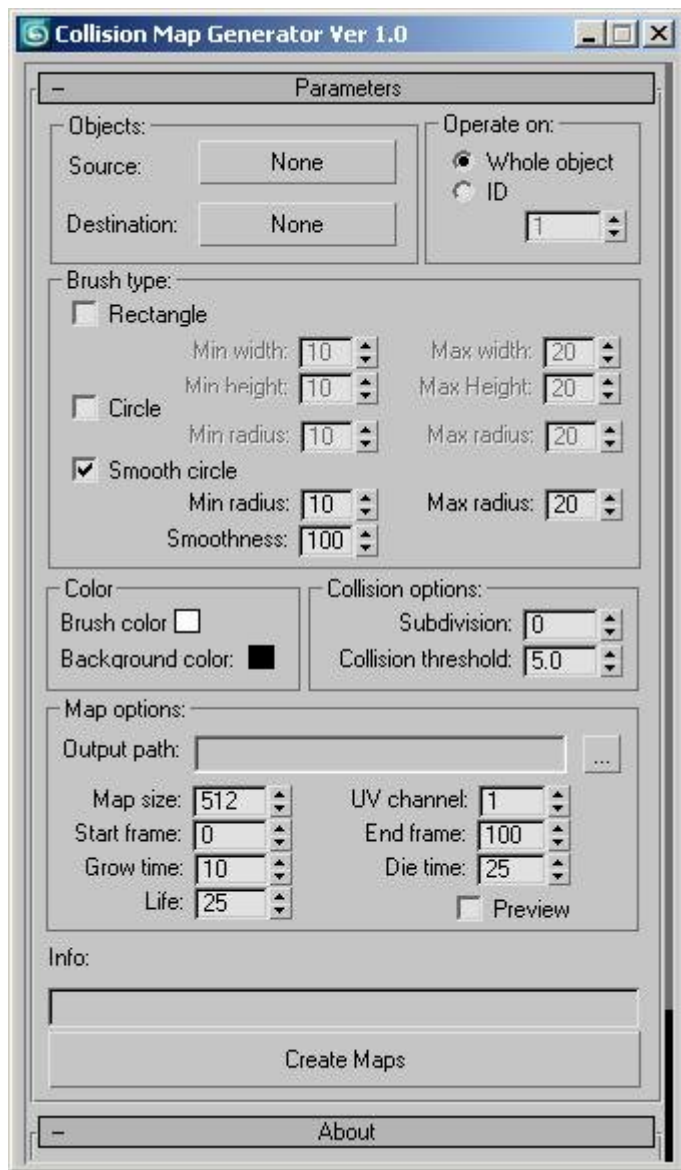 Collision Map Generator Ver 1.0
Parameters
Objects:
Source: None
Destination: None
Operate on:
Whole object
ID
1
Brush type:
Rectangle
Min width: 10 Max width: 20
Min height: 10 Max Height: 20
Circle
Min radius: 10 Max radius: 20
Smooth circle
Min radius: 10 Max radius: 20
Smoothness: 100
Color
Brush color
Background color:
Collision options:
Subdivision: 0
Collision threshold: 5.0
Map options:
Output path: ...
Map size: 512 UV channel: 1
Start frame: 0 End frame: 100
Grow time: 10 Die time: 25
Life: 25 Preview
Info:
Create Maps
About